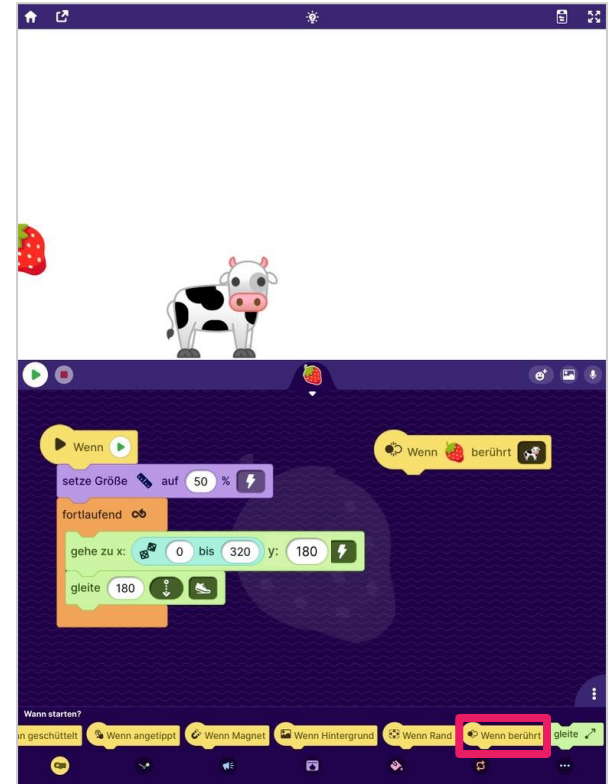 Wenn
setze Größe auf 50 %
fortlaufend
gehe zu x: 0 bis 320 y: 180
gleite 180
Wenn berührt
Wann starten?
n geschüttelt Wenn angetippt Wenn Magnet Wenn Hintergrund Wenn Rand Wenn berührt gleite